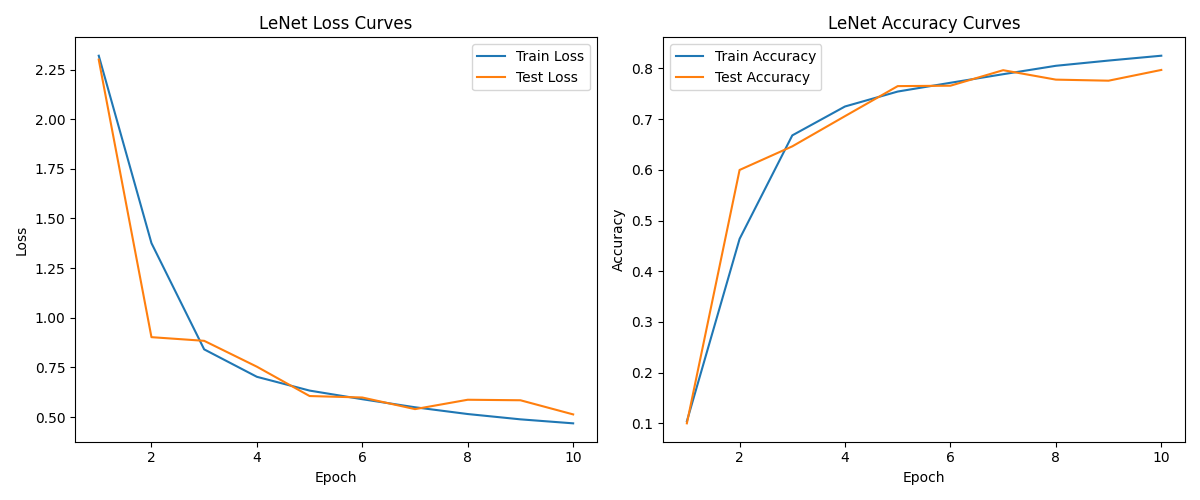 LeNet Loss Curves
Train Loss
Test Loss
2.25
2.00
1.75
1.50
1.25
1.00
0.75
0.50
Loss
2 4 6 8 10
Epoch
LeNet Accuracy Curves
Train Accuracy
Test Accuracy
0.8
0.7
0.6
0.5
0.4
0.3
0.2
0.1
Accuracy
2 4 6 8 10
Epoch